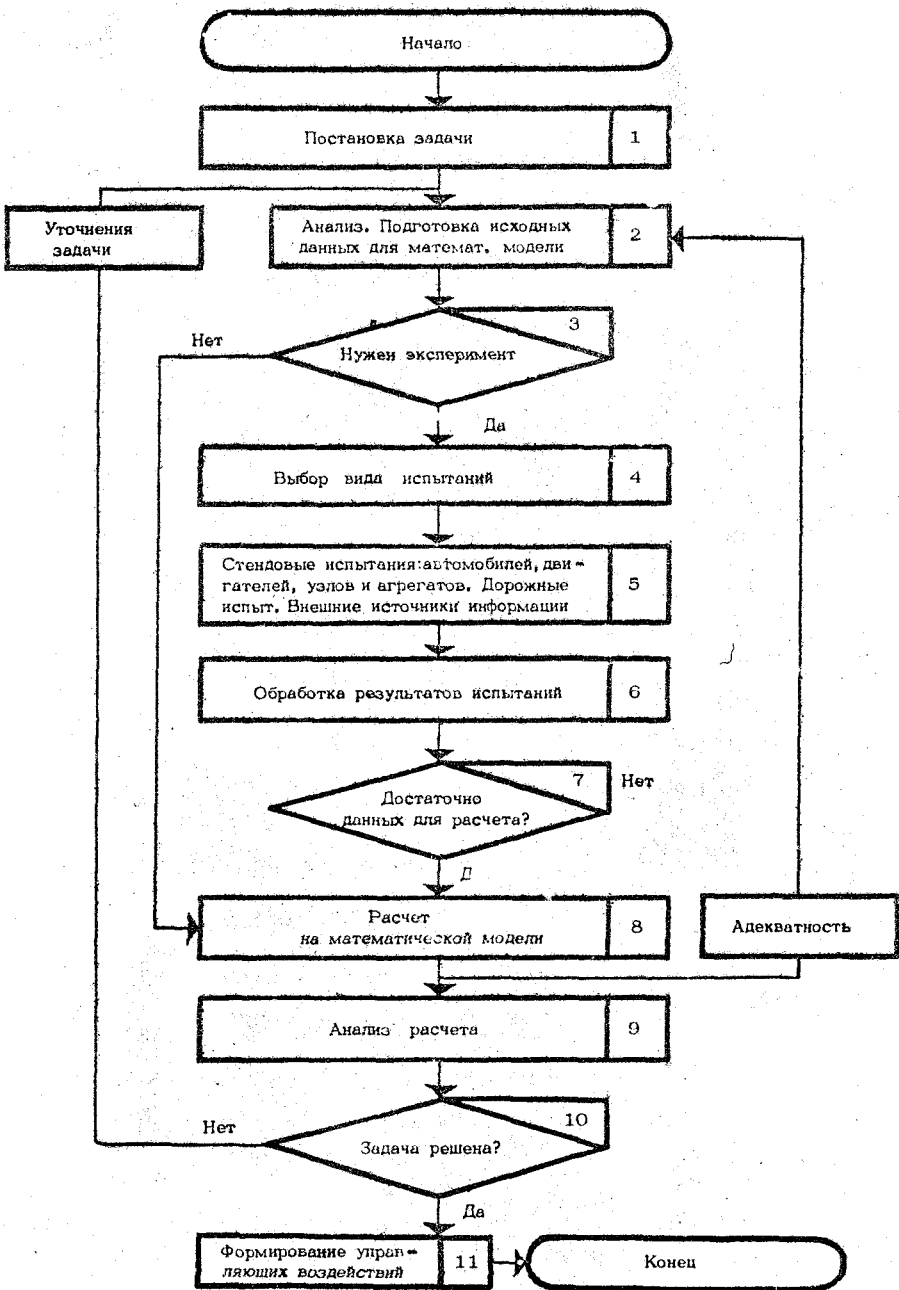 Начало
Постановка задачи
1
Уточнения
задачи
Анализ. Подготовка исходных
данных для математ. модели
2
3
Нет
Нужен эксперимент
Да
Выбор вида испытаний
4
Стендовые испытания:автомобилей, дви-
гателей, узлов и агрегатов. Дорожные
испыт. Внешние источники информации
5
Обработка результатов испытаний
6
7
Нет
Достаточно
данных для расчета?
Д
Расчет
на математической модели
8
Адекватность
Анализ расчета
9
10
Нет
Задача решена?
Да
Формирование управ-
ляющих воздействий
11
Конец